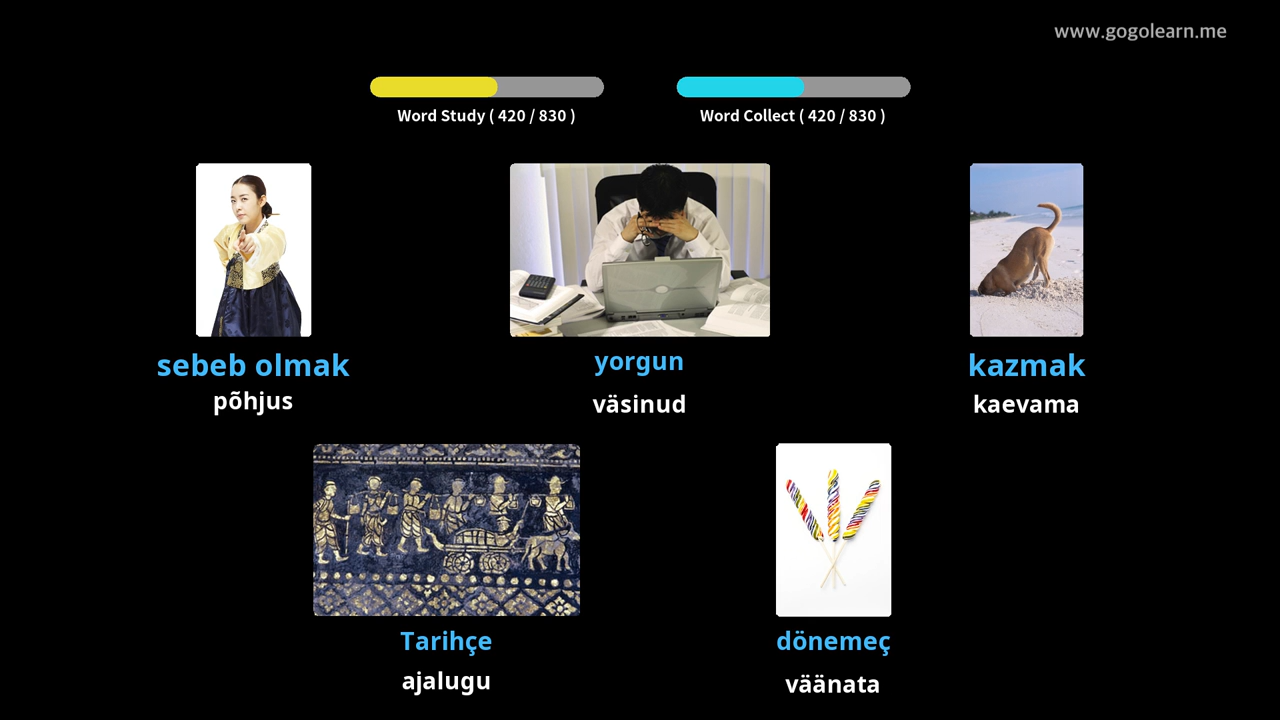 www.gogolearn.me
Word Study ( 420 / 830 )
Word Collect ( 420 / 830 )
sebeb olmak
põhjus
yorgun
väsinud
kazmak
kaevama
Tarihçe
ajalugu
dönemeç
väänata